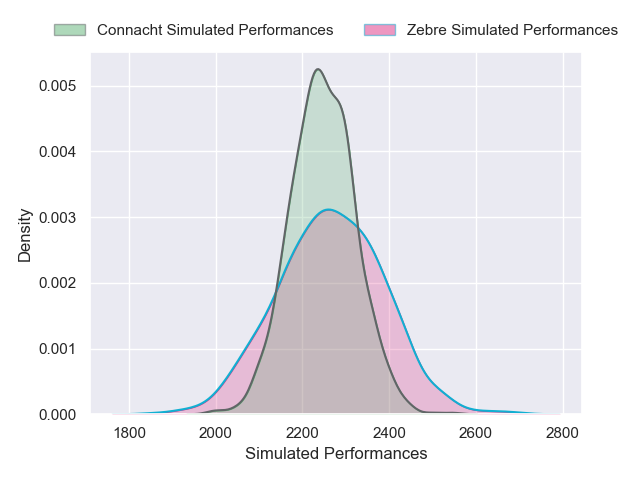 Connacht Simulated Performances
Zebre Simulated Performances
0.005
0.004
0.003
0.002
0.001
0.000
Density
1800 2000 2200 2400 2600 2800
Simulated Performances